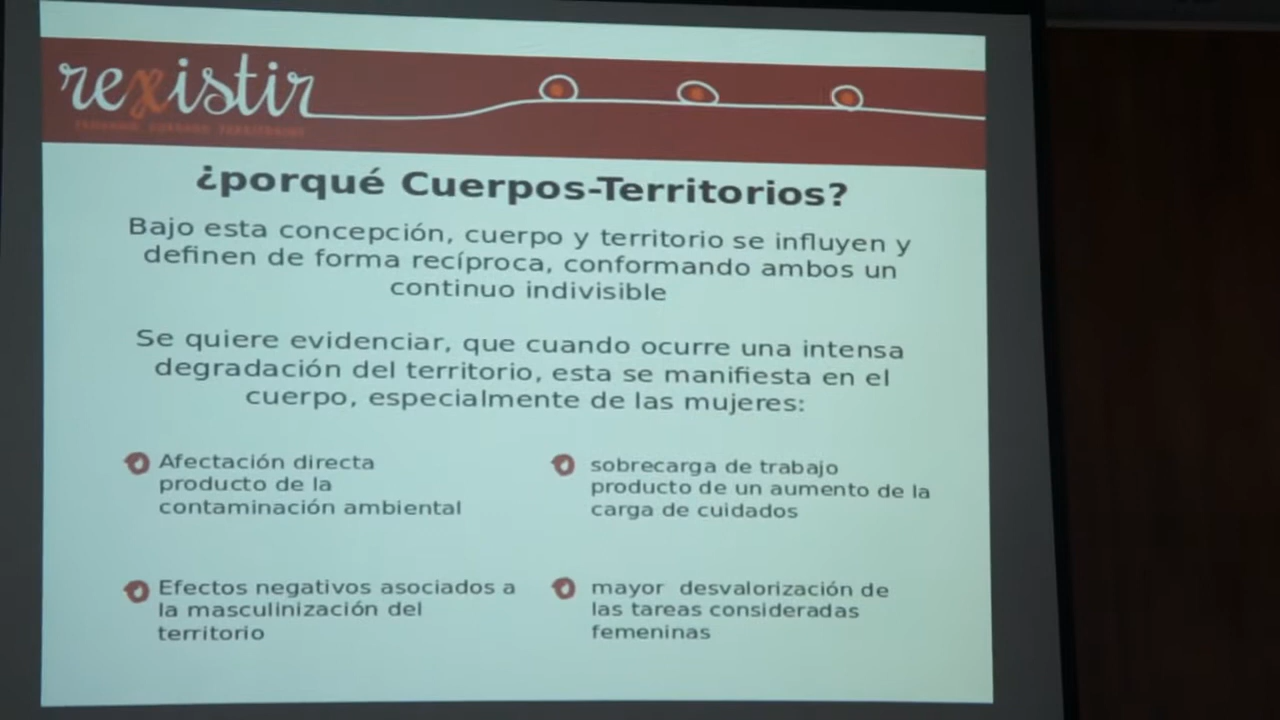 rexistir
¿porqué Cuerpos-Territorios?
Bajo esta concepción, cuerpo y territorio se influyen y
definen de forma recíproca, conformando ambos un
continuo indivisible
Se quiere evidenciar, que cuando ocurre una intensa
degradación del territorio, esta se manifiesta en el
cuerpo, especialmente de las mujeres:
Afectación directa
producto de la
contaminación ambiental
sobrecarga de trabajo
producto de un aumento de la
carga de cuidados
Efectos negativos asociados a
la masculinización del
territorio
mayor desvalorización de
las tareas consideradas
femeninas